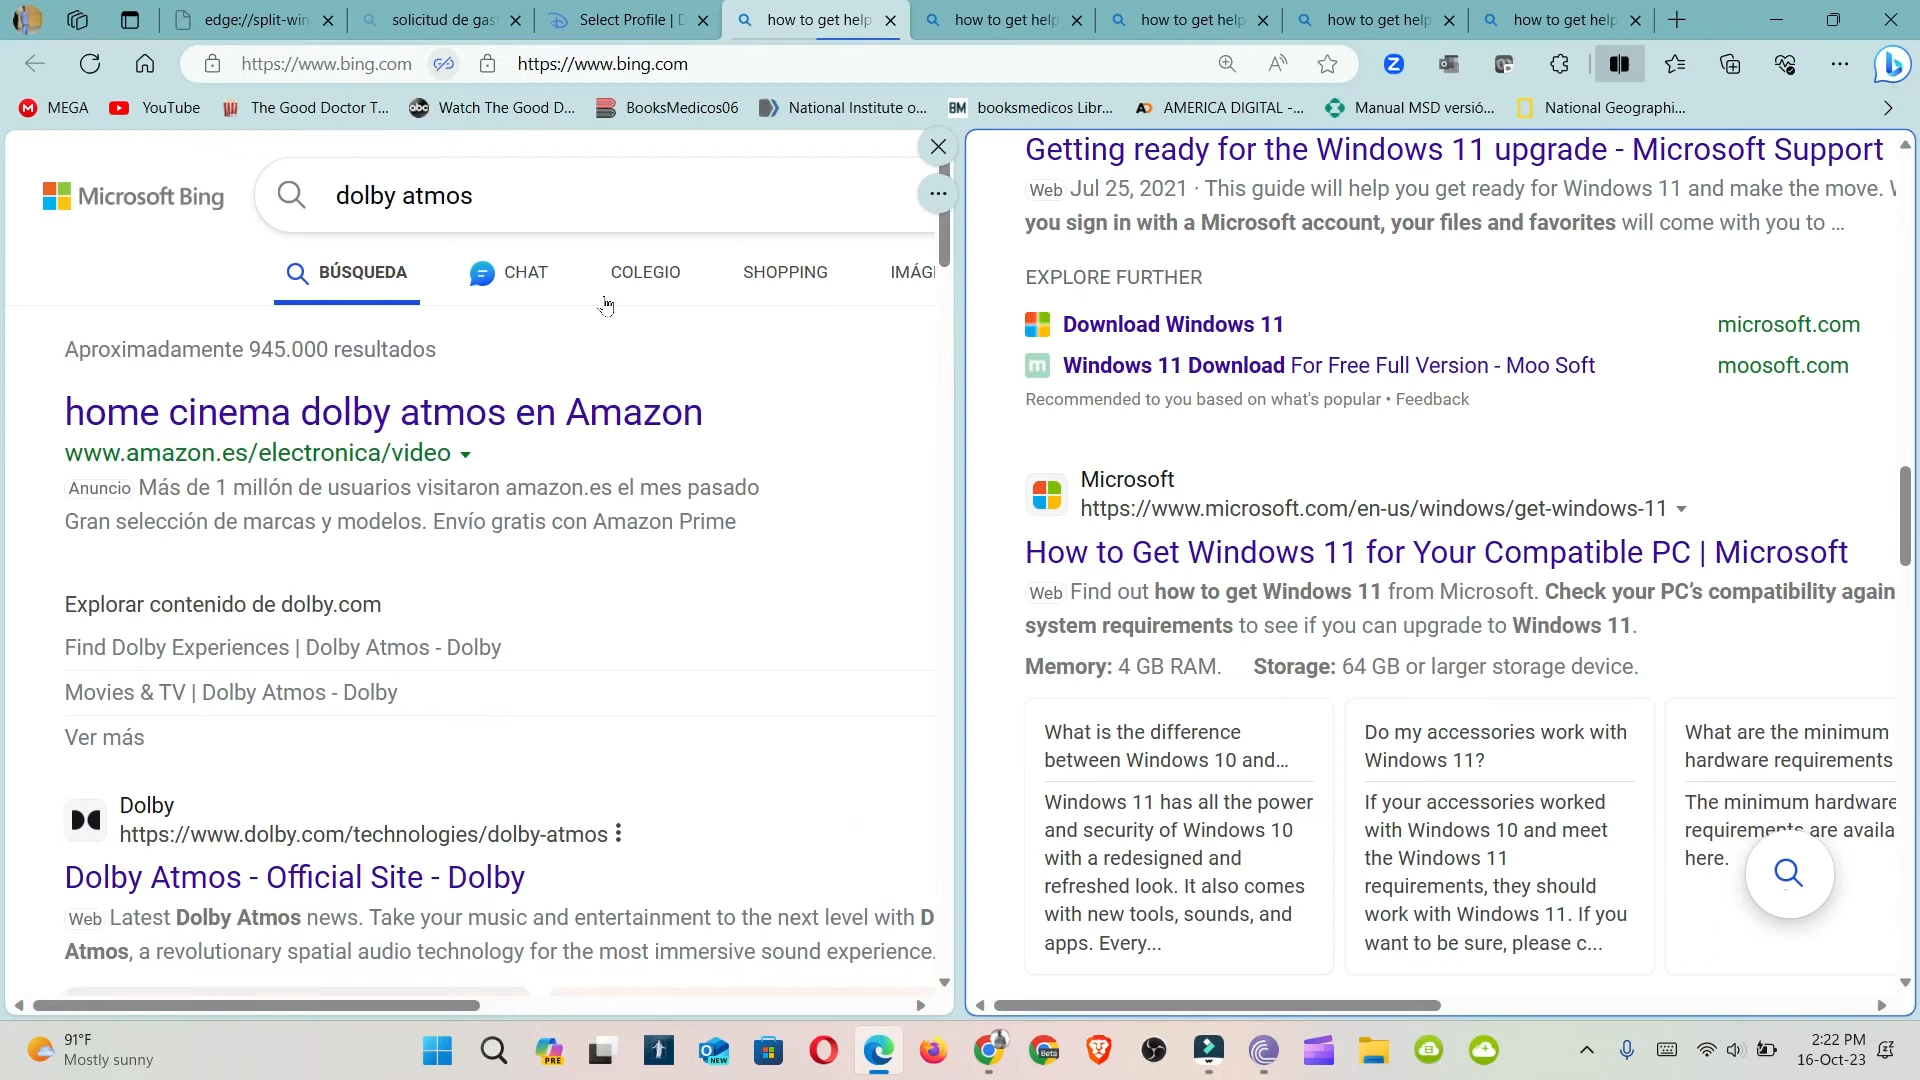 edge://split-win
solicitud de gas
Select Profile | D
how to get help
how to get help
how to get help
how to get help
how to get help
https://www.bing.com
https://www.bing.com
MEGA
YouTube
The Good Doctor T...
Watch The Good D...
BooksMedicos06
National Institute o...
booksmedicos Libr...
AMERICA DIGITAL -...
Manual MSD versió...
National Geographi...
Microsoft Bing
dolby atmos
BÚSQUEDA
CHAT
COLEGIO
SHOPPING
IMÁG
Aproximadamente 945.000 resultados
home cinema dolby atmos en Amazon
www.amazon.es/electronica/video
Anuncio Más de 1 millón de usuarios visitaron amazon.es el mes pasado
Gran selección de marcas y modelos. Envío gratis con Amazon Prime
Explorar contenido de dolby.com
Find Dolby Experiences | Dolby Atmos - Dolby
Movies & TV | Dolby Atmos - Dolby
Ver más
Dolby
https://www.dolby.com/technologies/dolby-atmos
Dolby Atmos - Official Site - Dolby
Web Latest Dolby Atmos news. Take your music and entertainment to the next level with D
Atmos, a revolutionary spatial audio technology for the most immersive sound experience.
Getting ready for the Windows 11 upgrade - Microsoft Support
Web Jul 25, 2021 · This guide will help you get ready for Windows 11 and make the move.
you sign in with a Microsoft account, your files and favorites will come with you to ...
EXPLORE FURTHER
Download Windows 11
microsoft.com
Windows 11 Download For Free Full Version - Moo Soft
moosoft.com
Recommended to you based on what's popular • Feedback
Microsoft
https://www.microsoft.com/en-us/windows/get-windows-11
How to Get Windows 11 for Your Compatible PC | Microsoft
Web Find out how to get Windows 11 from Microsoft. Check your PC's compatibility again
system requirements to see if you can upgrade to Windows 11.
Memory: 4 GB RAM. Storage: 64 GB or larger storage device.
What is the difference
between Windows 10 and...
Windows 11 has all the power
and security of Windows 10
with a redesigned and
refreshed look. It also comes
with new tools, sounds, and
apps. Every...
Do my accessories work with
Windows 11?
If your accessories worked
with Windows 10 and meet
the Windows 11
requirements, they should
work with Windows 11. If you
want to be sure, please c...
What are the minimum
hardware requirements
The minimum hardware
requirements are availa
here.
91°F
Mostly sunny
PRE
NEW
Beta
2:22 PM
16-Oct-23